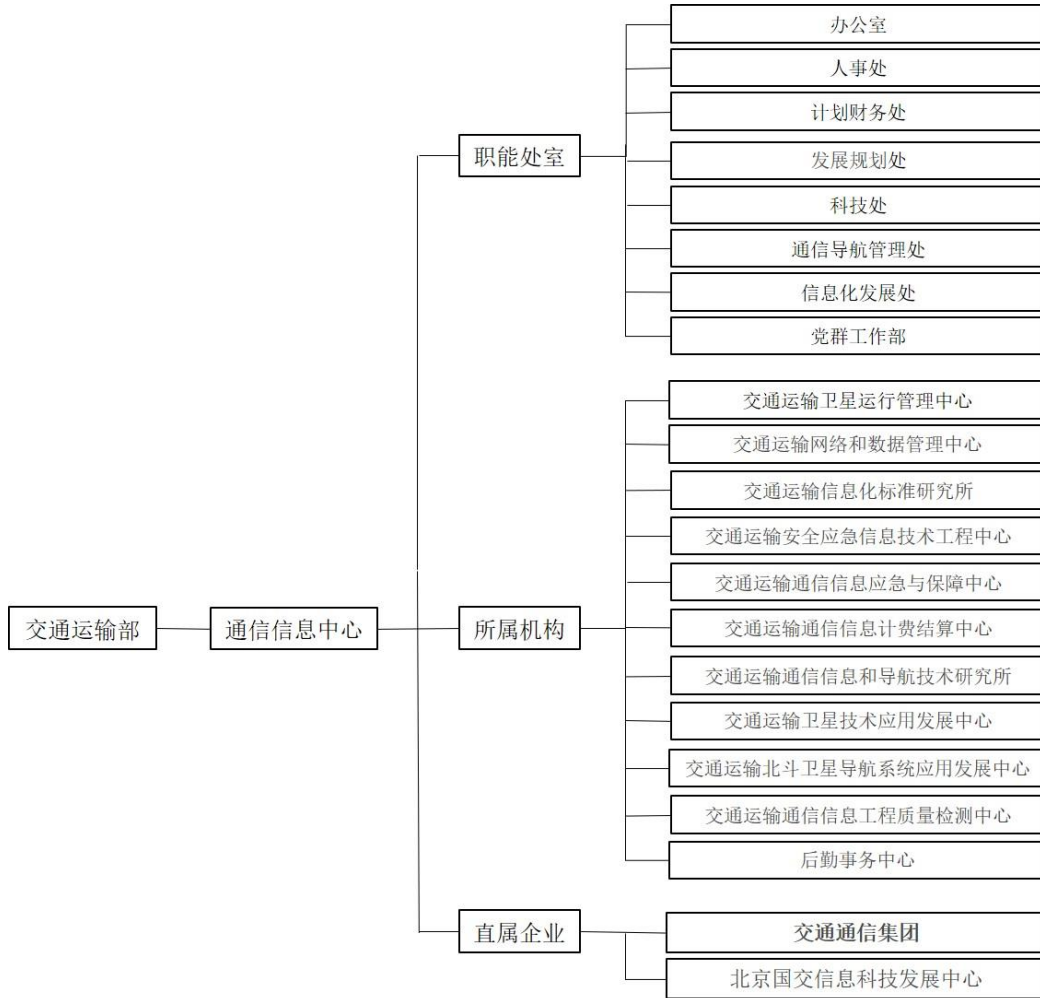 交通运输部
通信信息中心
职能处室
办公室
人事处
计划财务处
发展规划处
科技处
通信导航管理处
信息化发展处
党群工作部
所属机构
交通运输卫星运行管理中心
交通运输网络和数据管理中心
交通运输信息化标准研究所
交通运输安全应急信息技术工程中心
交通运输通信信息应急与保障中心
交通运输通信信息计费结算中心
交通运输通信信息和导航技术研究所
交通运输卫星技术应用发展中心
交通运输北斗卫星导航系统应用发展中心
交通运输通信信息工程质量检测中心
后勤事务中心
直属企业
交通通信集团
北京国交信息科技发展中心